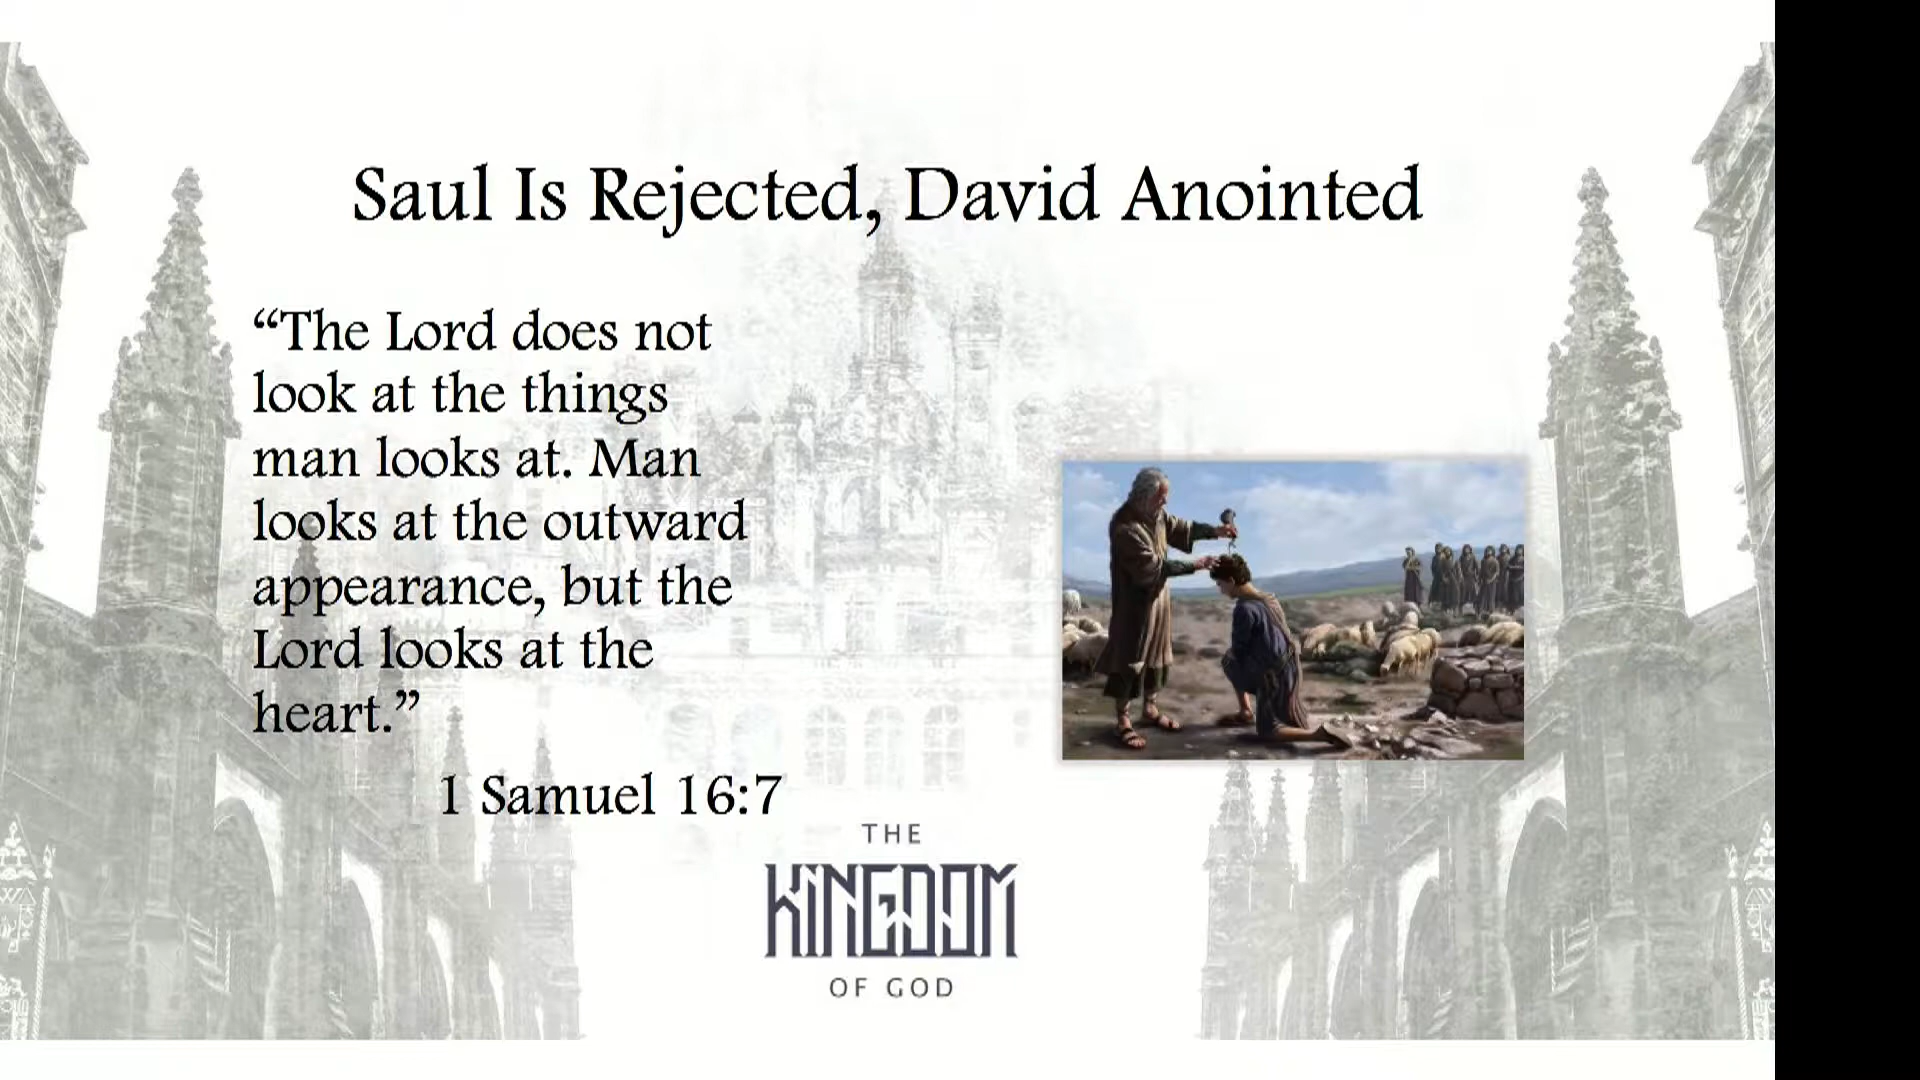 Saul Is Rejected, David Anointed
“The Lord does not
look at the things
man looks at. Man
looks at the outward
appearance, but the
Lord looks at the
heart.”
1 Samuel 16:7
THE
KINGDOM
OF GOD